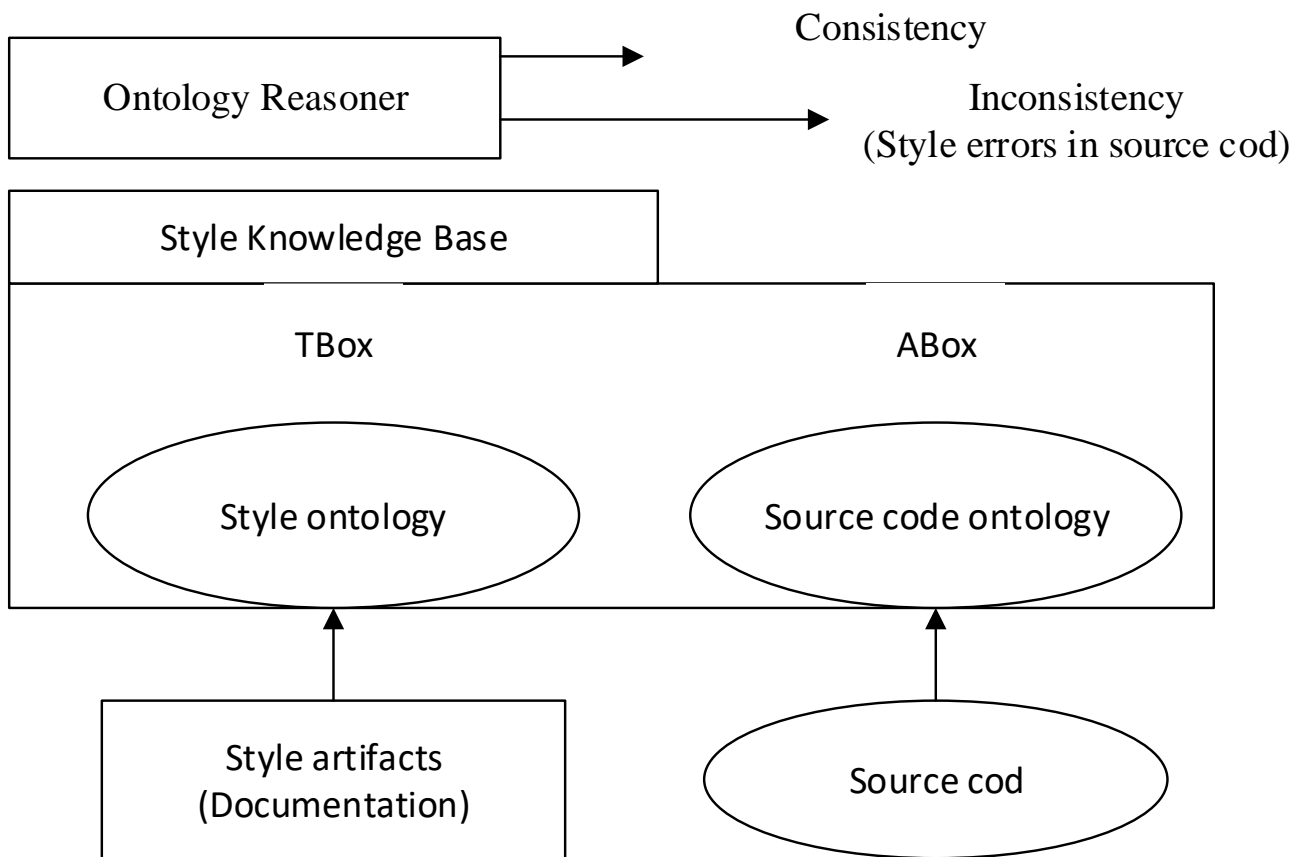 Consistency
Ontology Reasoner
Inconsistency
(Style errors in source cod)
Style Knowledge Base
TBox
ABox
Style ontology
Source code ontology
Style artifacts
(Documentation)
Source cod